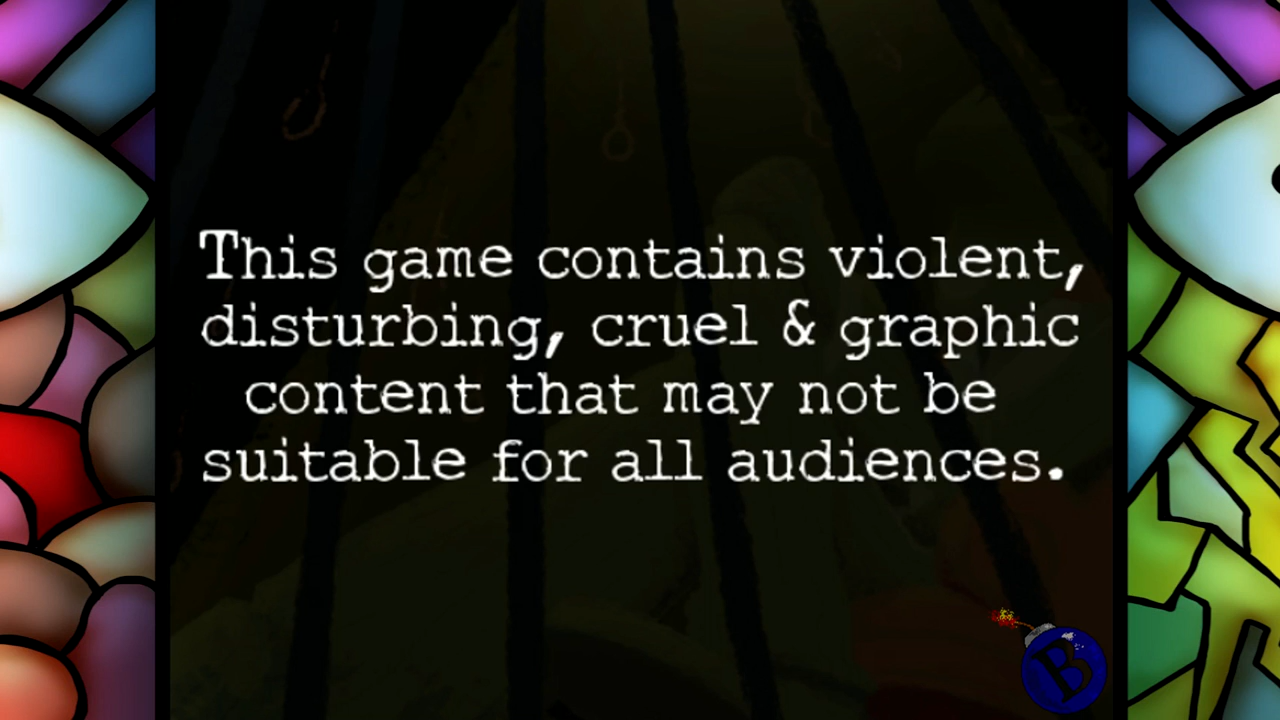 This game contains violent,
disturbing, cruel & graphic
content that may not be
suitable for all audiences.
B